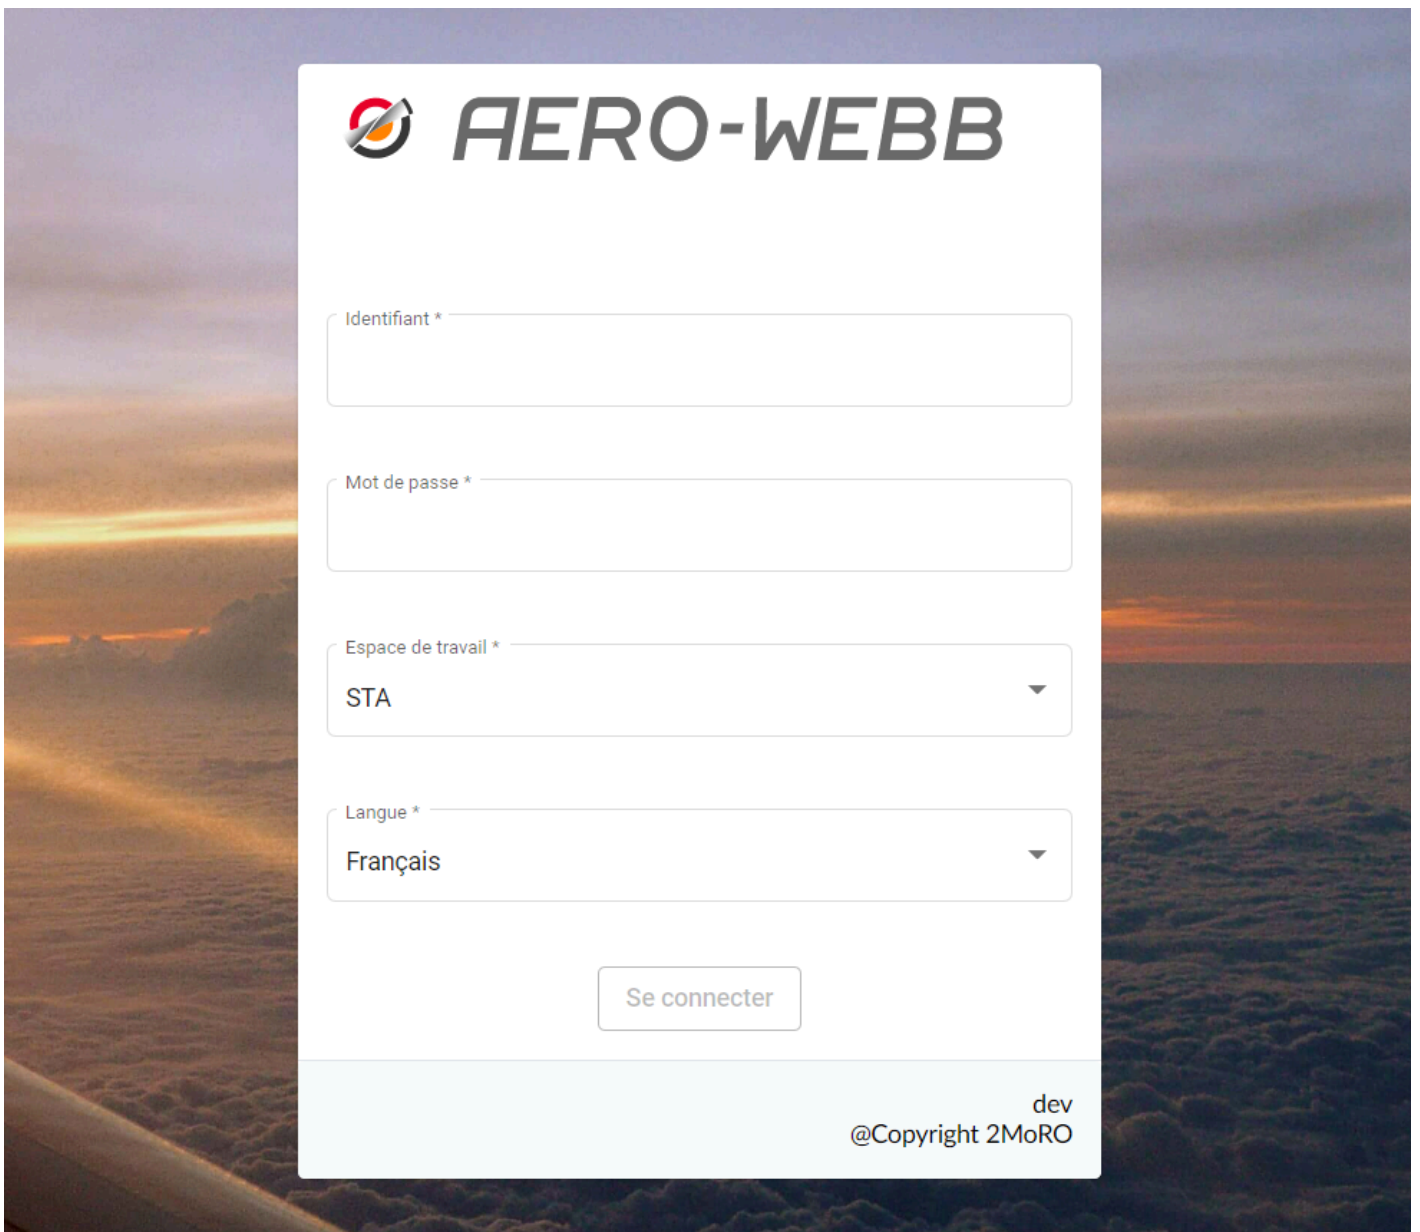 AERO-WEBB
Identifiant *
Mot de passe *
Espace de travail *
STA
Langue *
Français
Se connecter
dev
@Copyright 2MoRO